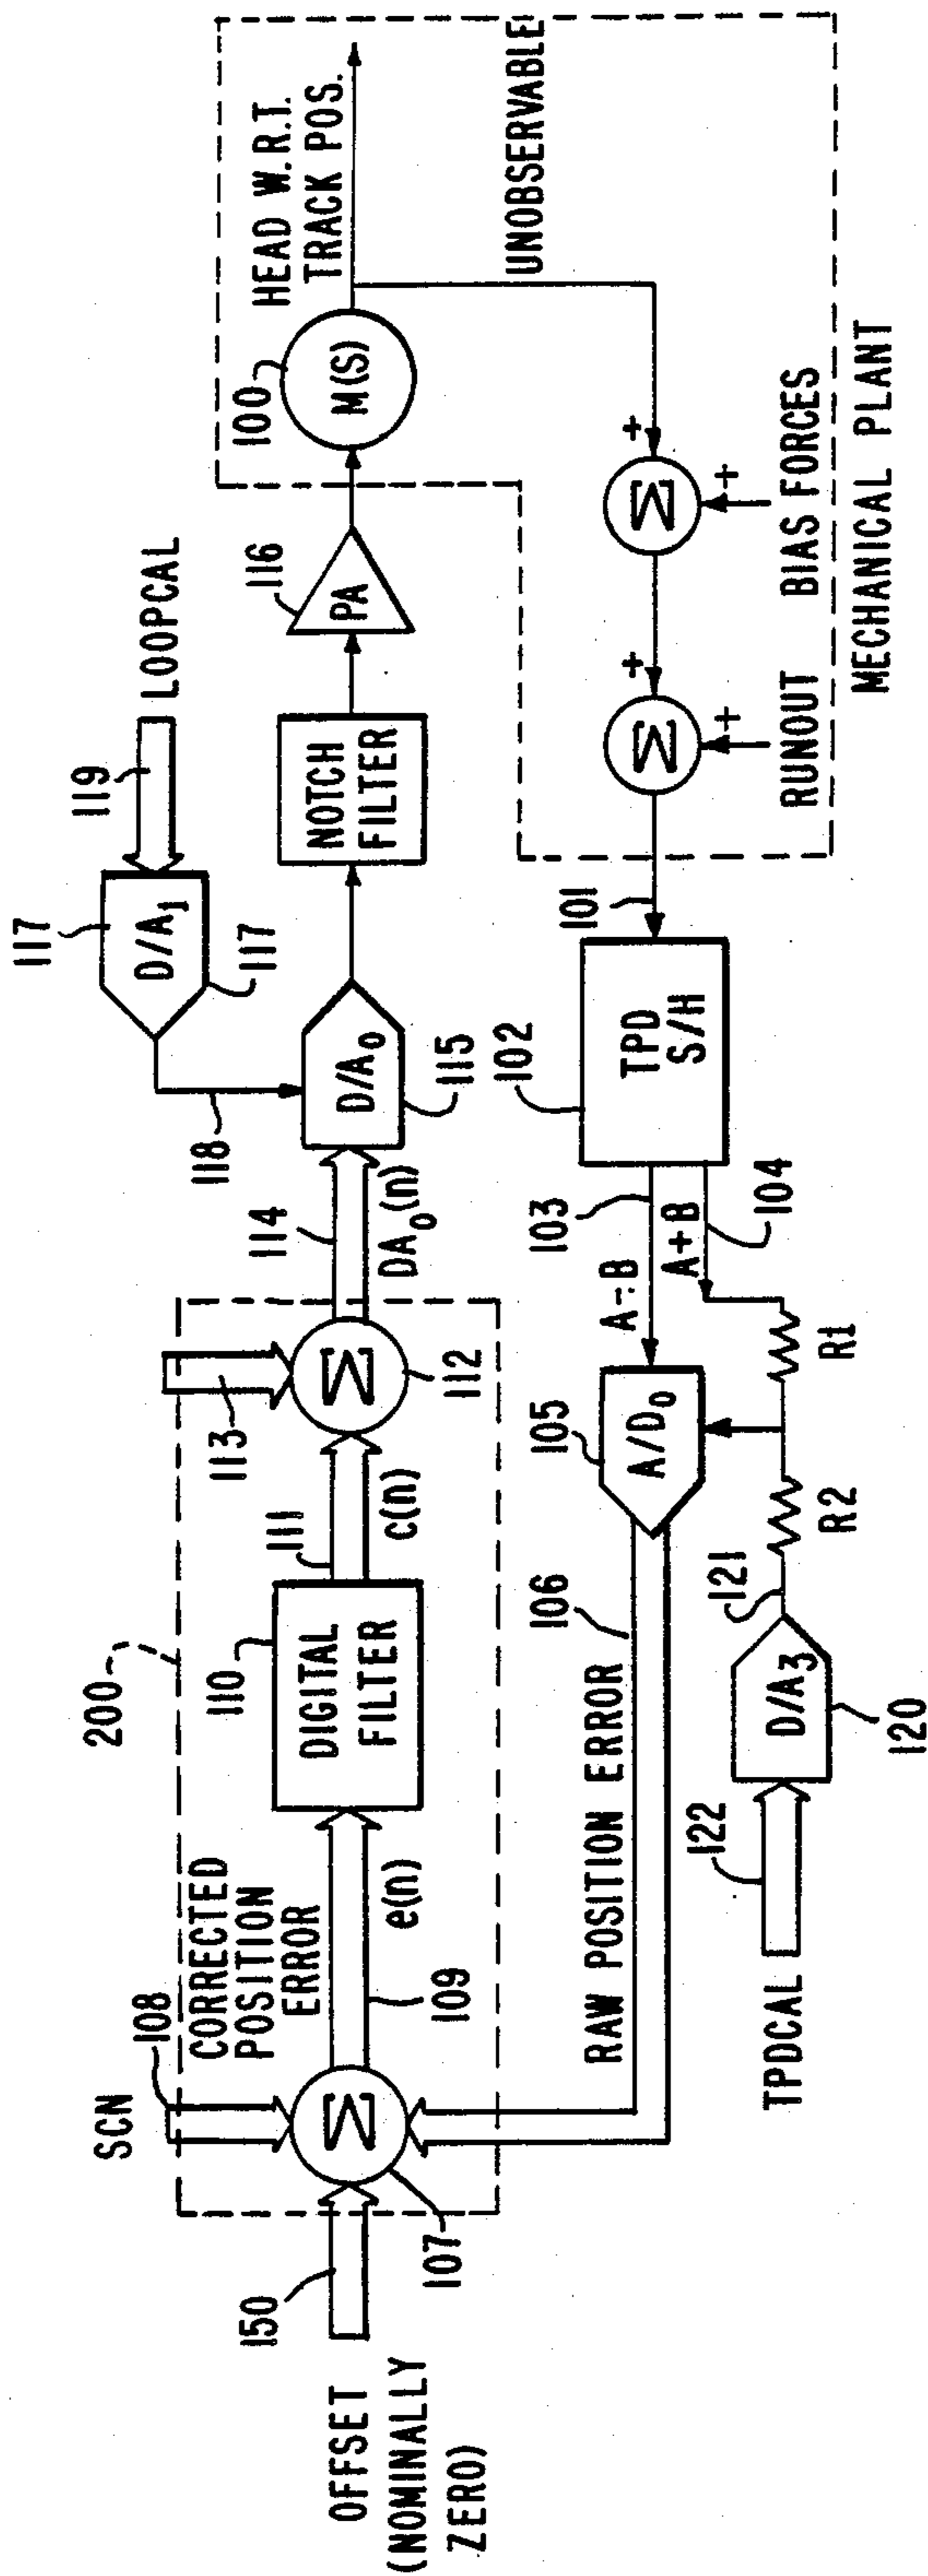 LOOPCAL
119
117
D/A1
117
118
116
PA
100
M(S)
HEAD W.R.T.
TRACK POS.
UNOBSERVABLE
NOTCH
FILTER
D/A0
115
114
DA0(n)
200
SCN
108
CORRECTED
POSITION
ERROR
113
Σ
112
111
c(n)
110
DIGITAL
FILTER
e(n)
109
Σ
107
150
OFFSET
(NOMINALLY
ZERO)
RAW POSITION ERROR
106
105
A/D0
A-B
103
A+B
104
102
TPD
S/H
101
Σ
+
+
Σ
+
+
RUNOUT
BIAS FORCES
MECHANICAL PLANT
R1
R2
121
D/A3
120
122
TPDCAL